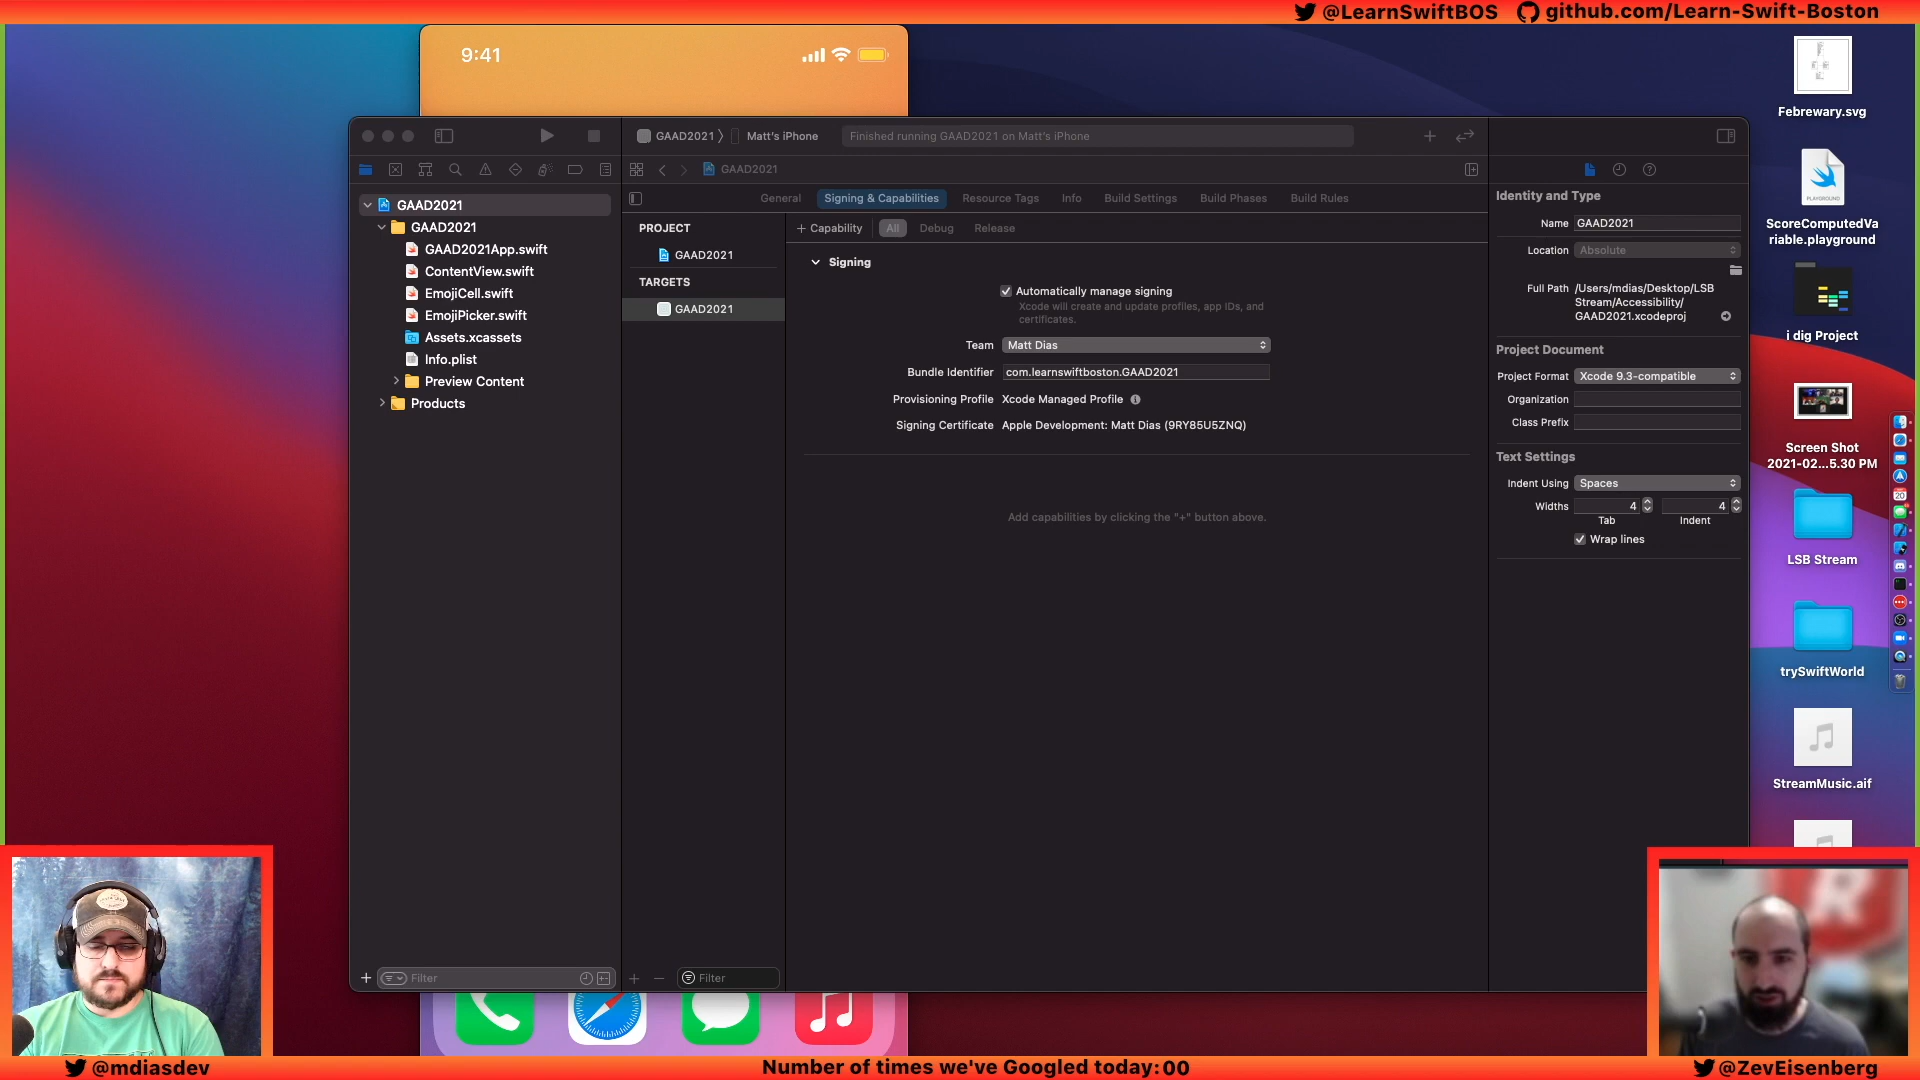 @LearnSwiftBOS github.com/Learn-Swift-Boston
9:41
GAAD2021 Matt's iPhone
Finished running GAAD2021 on Matt's iPhone
GAAD2021
General Signing & Capabilities Resource Tags Info Build Settings Build Phases Build Rules
GAAD2021
GAAD2021
GAAD2021App.swift
ContentView.swift
EmojiCell.swift
EmojiPicker.swift
Assets.xcassets
Info.plist
Preview Content
Products
Filter
PROJECT
GAAD2021
TARGETS
GAAD2021
Filter
+ Capability All Debug Release
Signing
Automatically manage signing
Xcode will create and update profiles, app IDs, and
certificates.
Team Matt Dias
Bundle Identifier com.learnswiftboston.GAAD2021
Provisioning Profile Xcode Managed Profile
Signing Certificate Apple Development: Matt Dias (9RY85U5ZNQ)
Add capabilities by clicking the "+" button above.
Identity and Type
Name GAAD2021
Location Absolute
Full Path /Users/mdias/Desktop/LSB
Stream/Accessibility/
GAAD2021.xcodeproj
Project Document
Project Format Xcode 9.3-compatible
Organization
Class Prefix
Text Settings
Indent Using Spaces
Widths 4 4
Tab Indent
Wrap lines
Febrewary.svg
PLAYGROUND
ScoreComputedVa
riable.playground
i dig Project
Screen Shot
2021-02...5.30 PM
LSB Stream
trySwiftWorld
StreamMusic.aif
20
@mdiasdev
Number of times we've Googled today: 00
@ZevEisenberg